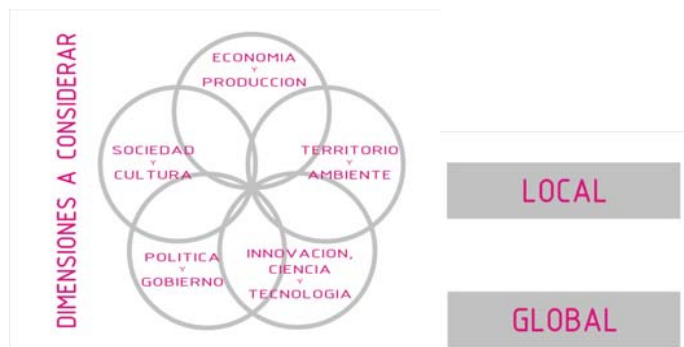 DIMENSIONES A CONSIDERAR
ECONOMIA
Y
PRODUCCION
SOCIEDAD
Y
CULTURA
TERRITORIO
Y
AMBIENTE
POLITICA
Y
GOBIERNO
INNOVACION,
CIENCIA
Y
TECNOLOGIA
LOCAL
GLOBAL